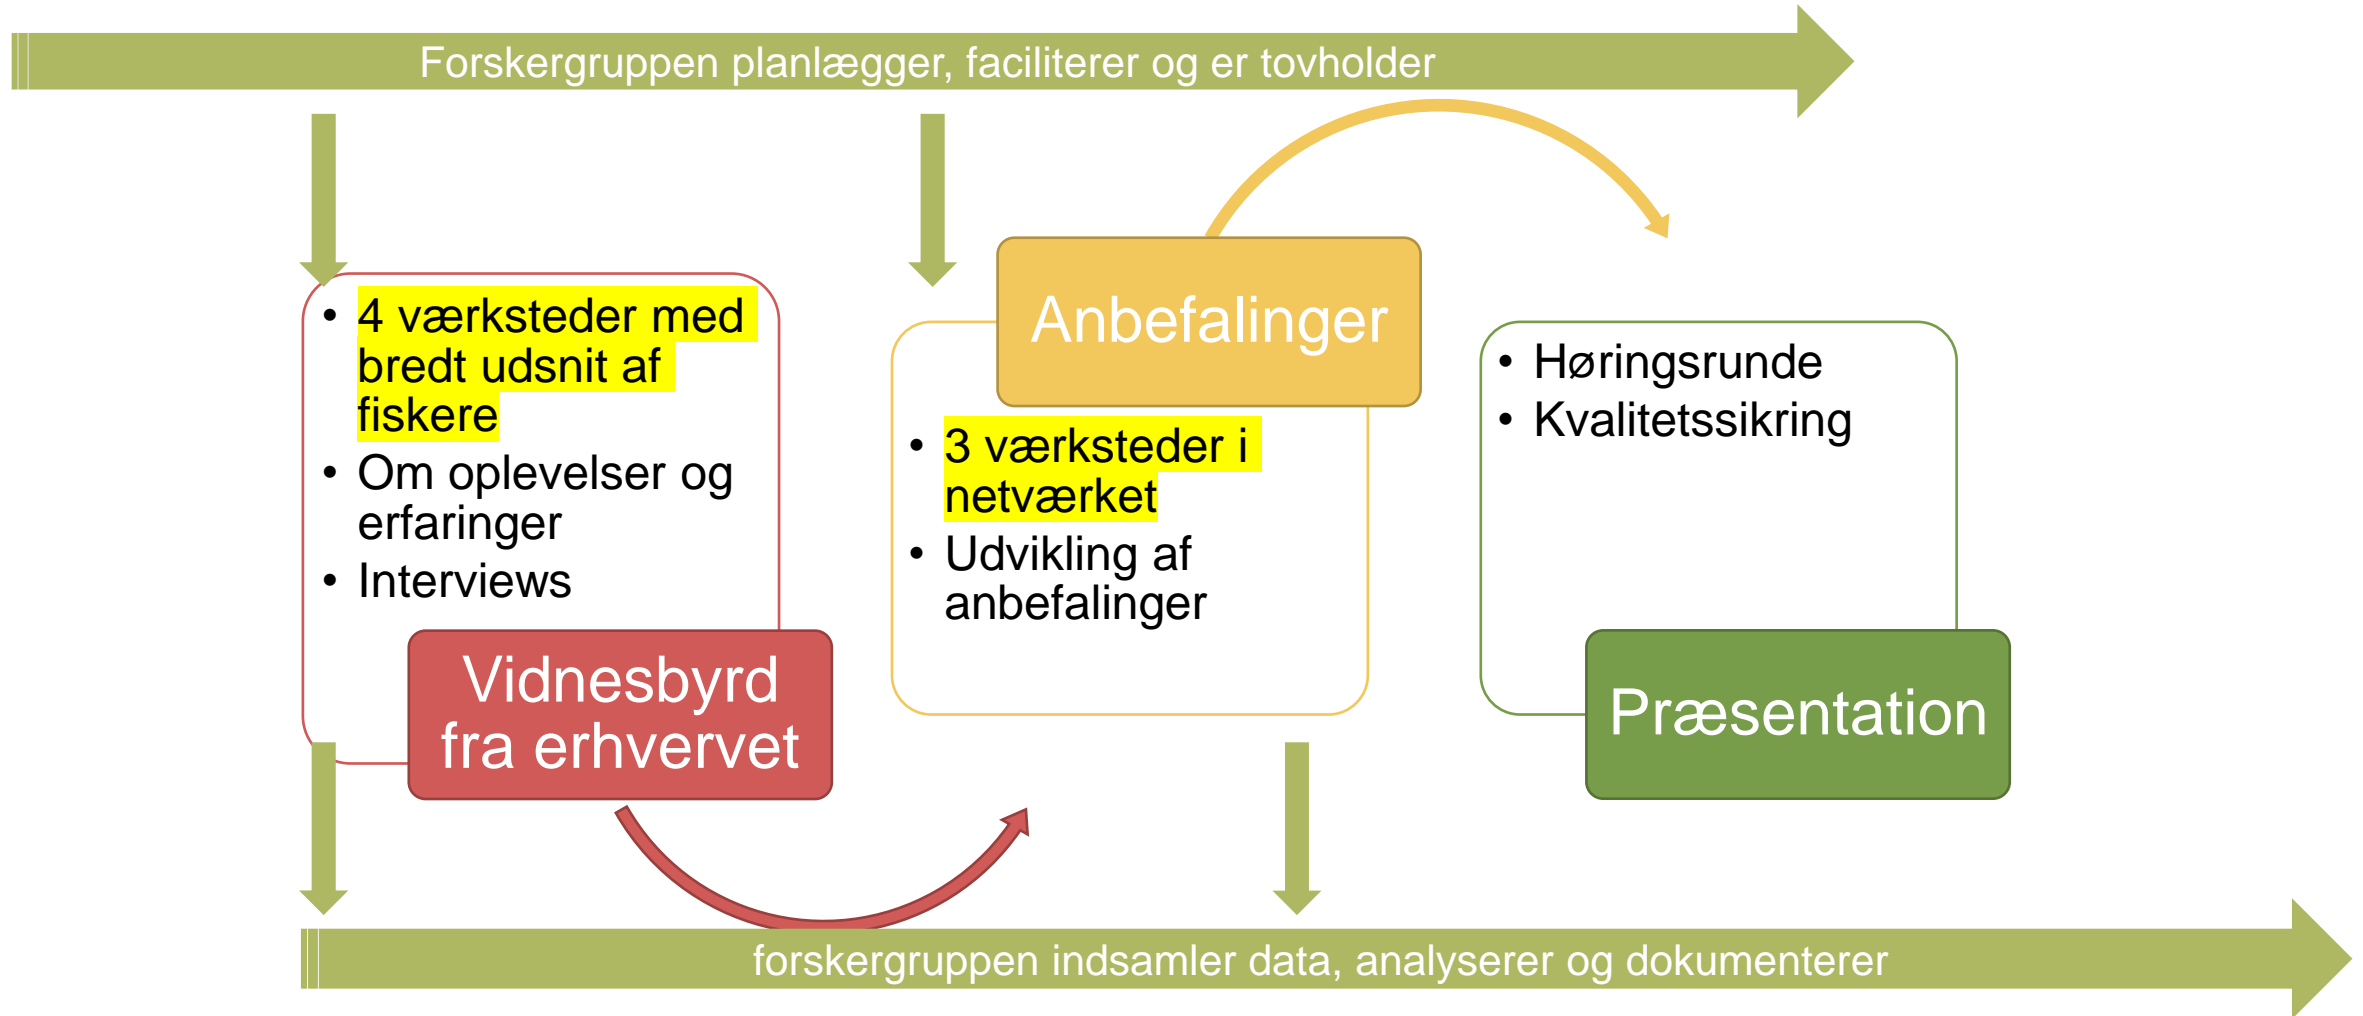 Forskergruppen planlægger, faciliterer og er tovholder
• 4 værksteder med
bredt udsnit af
fiskere
• Om oplevelser og
erfaringer
• Interviews
Vidnesbyrd
fra erhvervet
Anbefalinger
• 3 værksteder i
netværket
• Udvikling af
anbefalinger
• Høringsrunde
• Kvalitetssikring
Præsentation
forskergruppen indsamler data, analyserer og dokumenterer